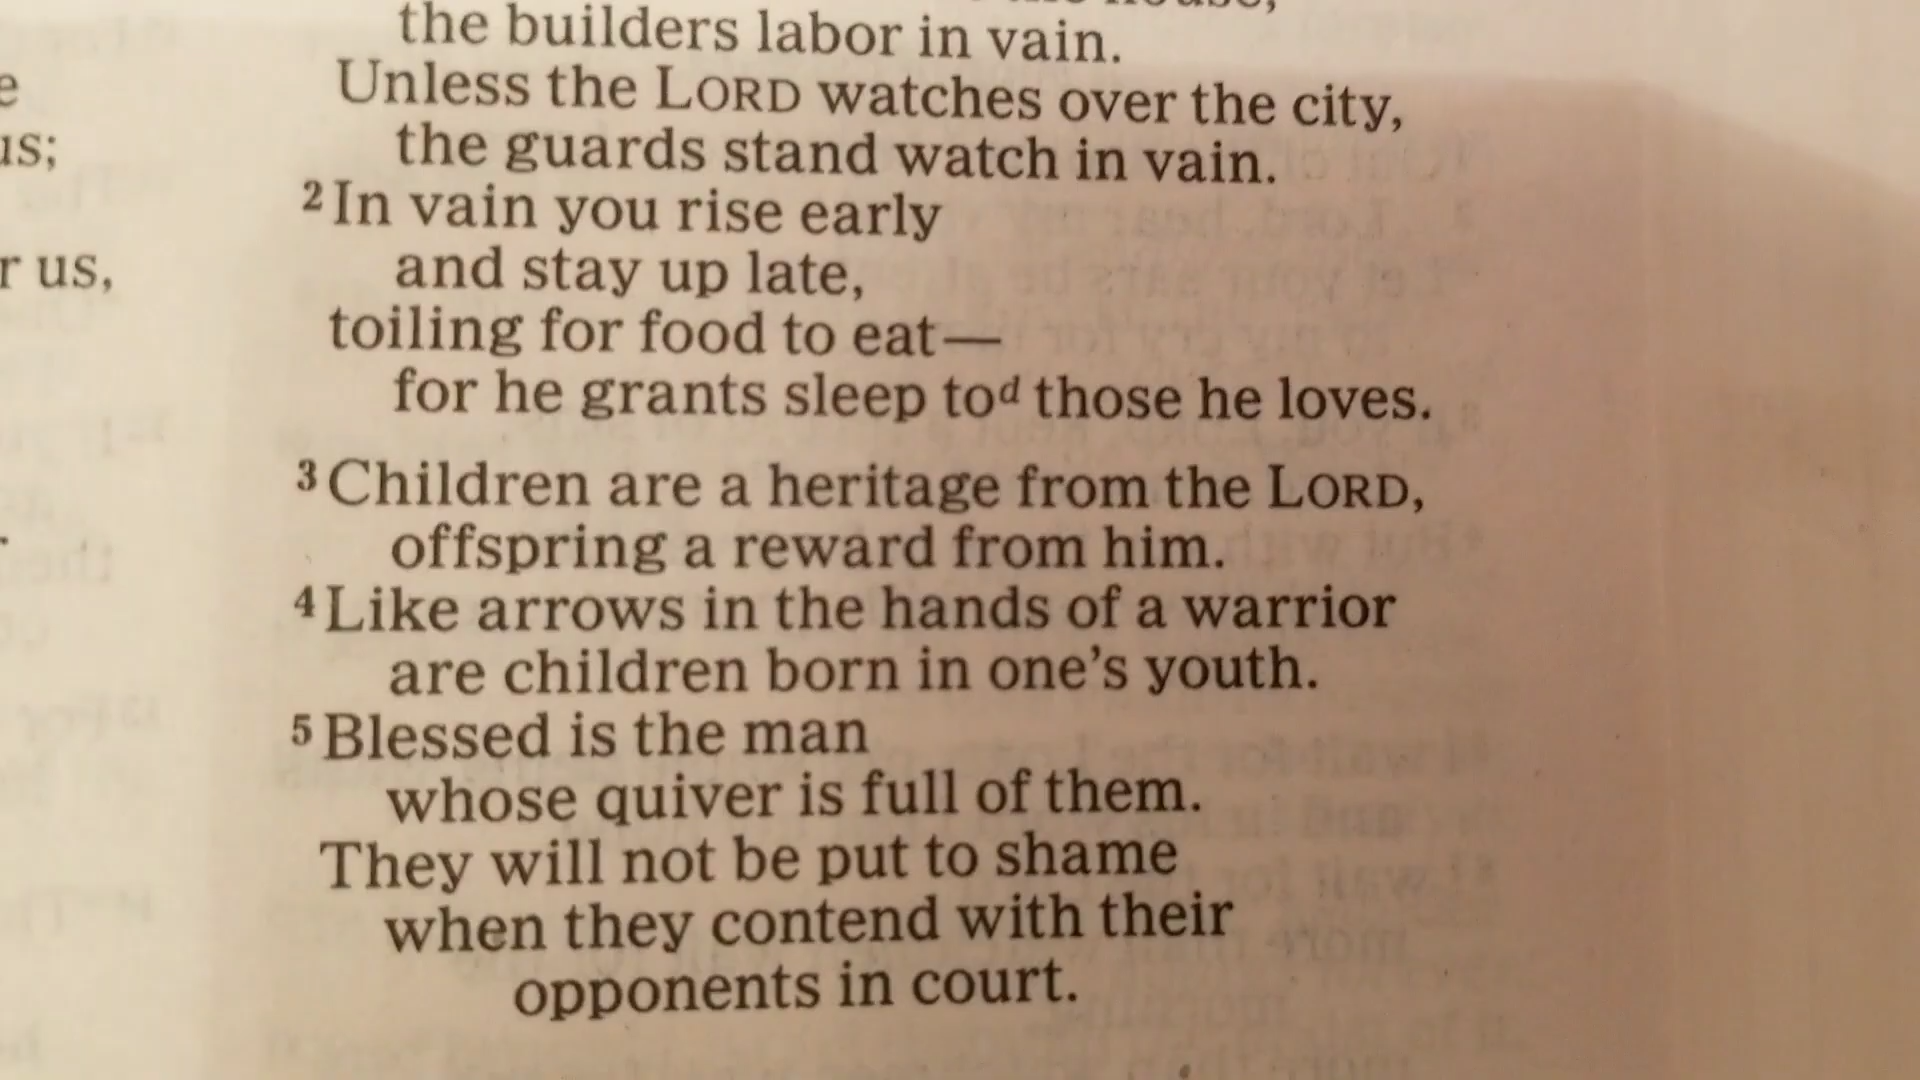 the builders labor in vain.
Unless the LORD watches over the city,
the guards stand watch in vain.
2 In vain you rise early
and stay up late,
toiling for food to eat—
for he grants sleep to d those he loves.
3 Children are a heritage from the LORD,
offspring a reward from him.
4 Like arrows in the hands of a warrior
are children born in one’s youth.
5 Blessed is the man
whose quiver is full of them.
They will not be put to shame
when they contend with their
opponents in court.
us,